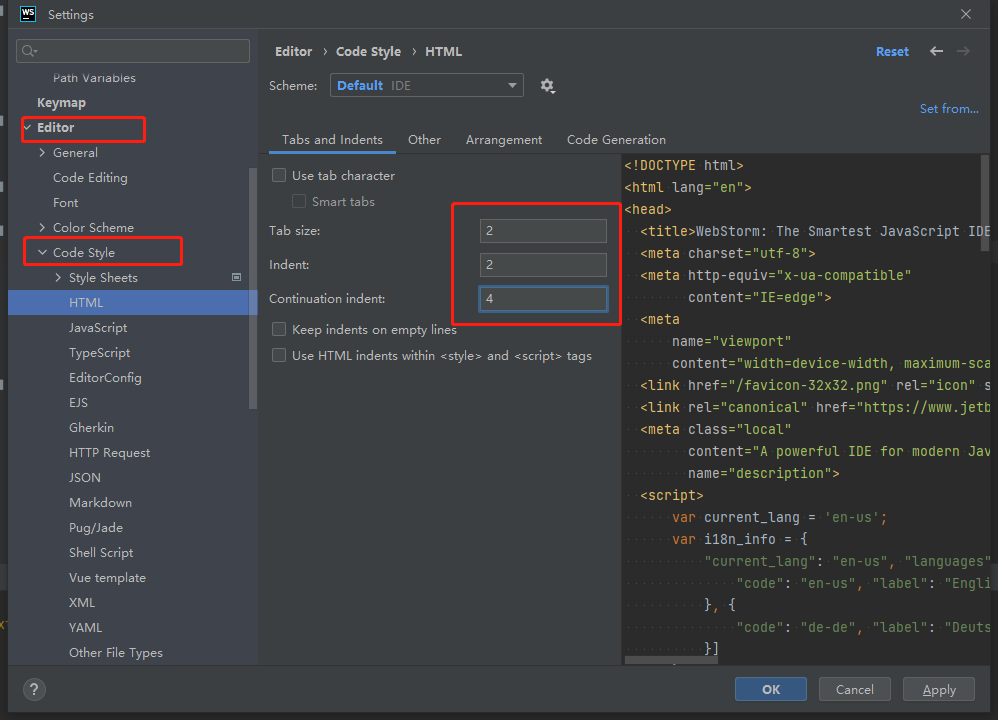 WS Settings
Path Variables
Keymap
Editor
General
Code Editing
Font
Color Scheme
Code Style
Style Sheets
HTML
JavaScript
TypeScript
EditorConfig
EJS
Gherkin
HTTP Request
JSON
Markdown
Pug/Jade
Shell Script
Vue template
XML
YAML
Other File Types
Editor › Code Style › HTML
Reset
Scheme: Default IDE
Set from...
Tabs and Indents Other Arrangement Code Generation
Use tab character
Smart tabs
Tab size: 2
Indent: 2
Continuation indent: 4
Keep indents on empty lines
Use HTML indents within <style> and <script> tags
<!DOCTYPE html>
<html lang="en">
<head>
<title>WebStorm: The Smartest JavaScript IDE
<meta charset="utf-8">
<meta http-equiv="x-ua-compatible"
content="IE=edge">
<meta
name="viewport"
content="width=device-width, maximum-sca
<link href="/favicon-32x32.png" rel="icon" s
<link rel="canonical" href="https://www.jetb
<meta class="local"
content="A powerful IDE for modern Jav
name="description">
<script>
var current_lang = 'en-us';
var i18n_info = {
"current_lang": "en-us", "languages"
"code": "en-us", "label": "Engli
}, {
"code": "de-de", "label": "Deuts
}]
?
OK Cancel Apply